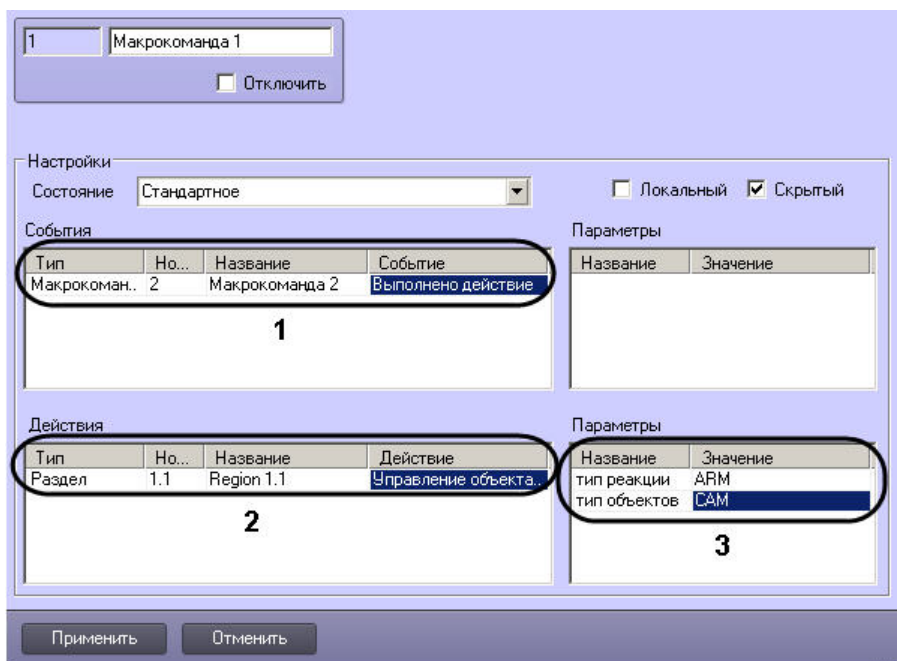 1 Макрокоманда 1
Отключить
Настройки
Состояние Стандартное Локальный Скрытый
События Параметры
Тип Но... Название Событие Название Значение
Макрокоман.. 2 Макрокоманда 2 Выполнено действие
1
Действия Параметры
Тип Но... Название Действие Название Значение
Раздел 1.1 Region 1.1 Управление объекта.. тип реакции ARM
тип объектов CAM
2 3
Применить Отменить